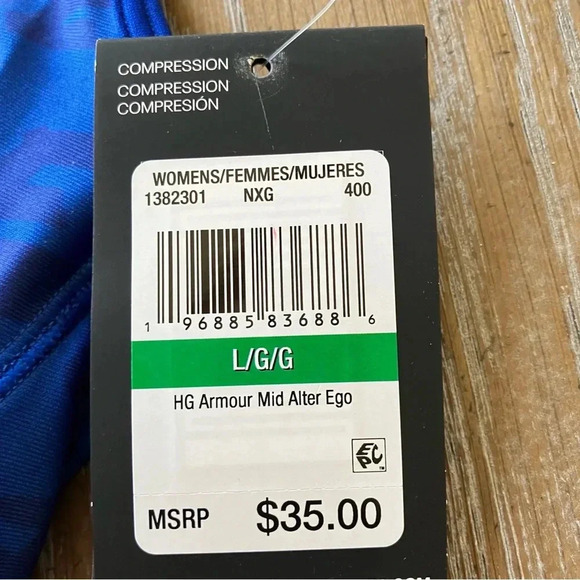 COMPRESSION
COMPRESSION
COMPRESIÓN
WOMENS/FEMMES/MUJERES
1382301 NXG 400
1 96885 83688 6
L/G/G
HG Armour Mid Alter Ego
EPC
MSRP $35.00